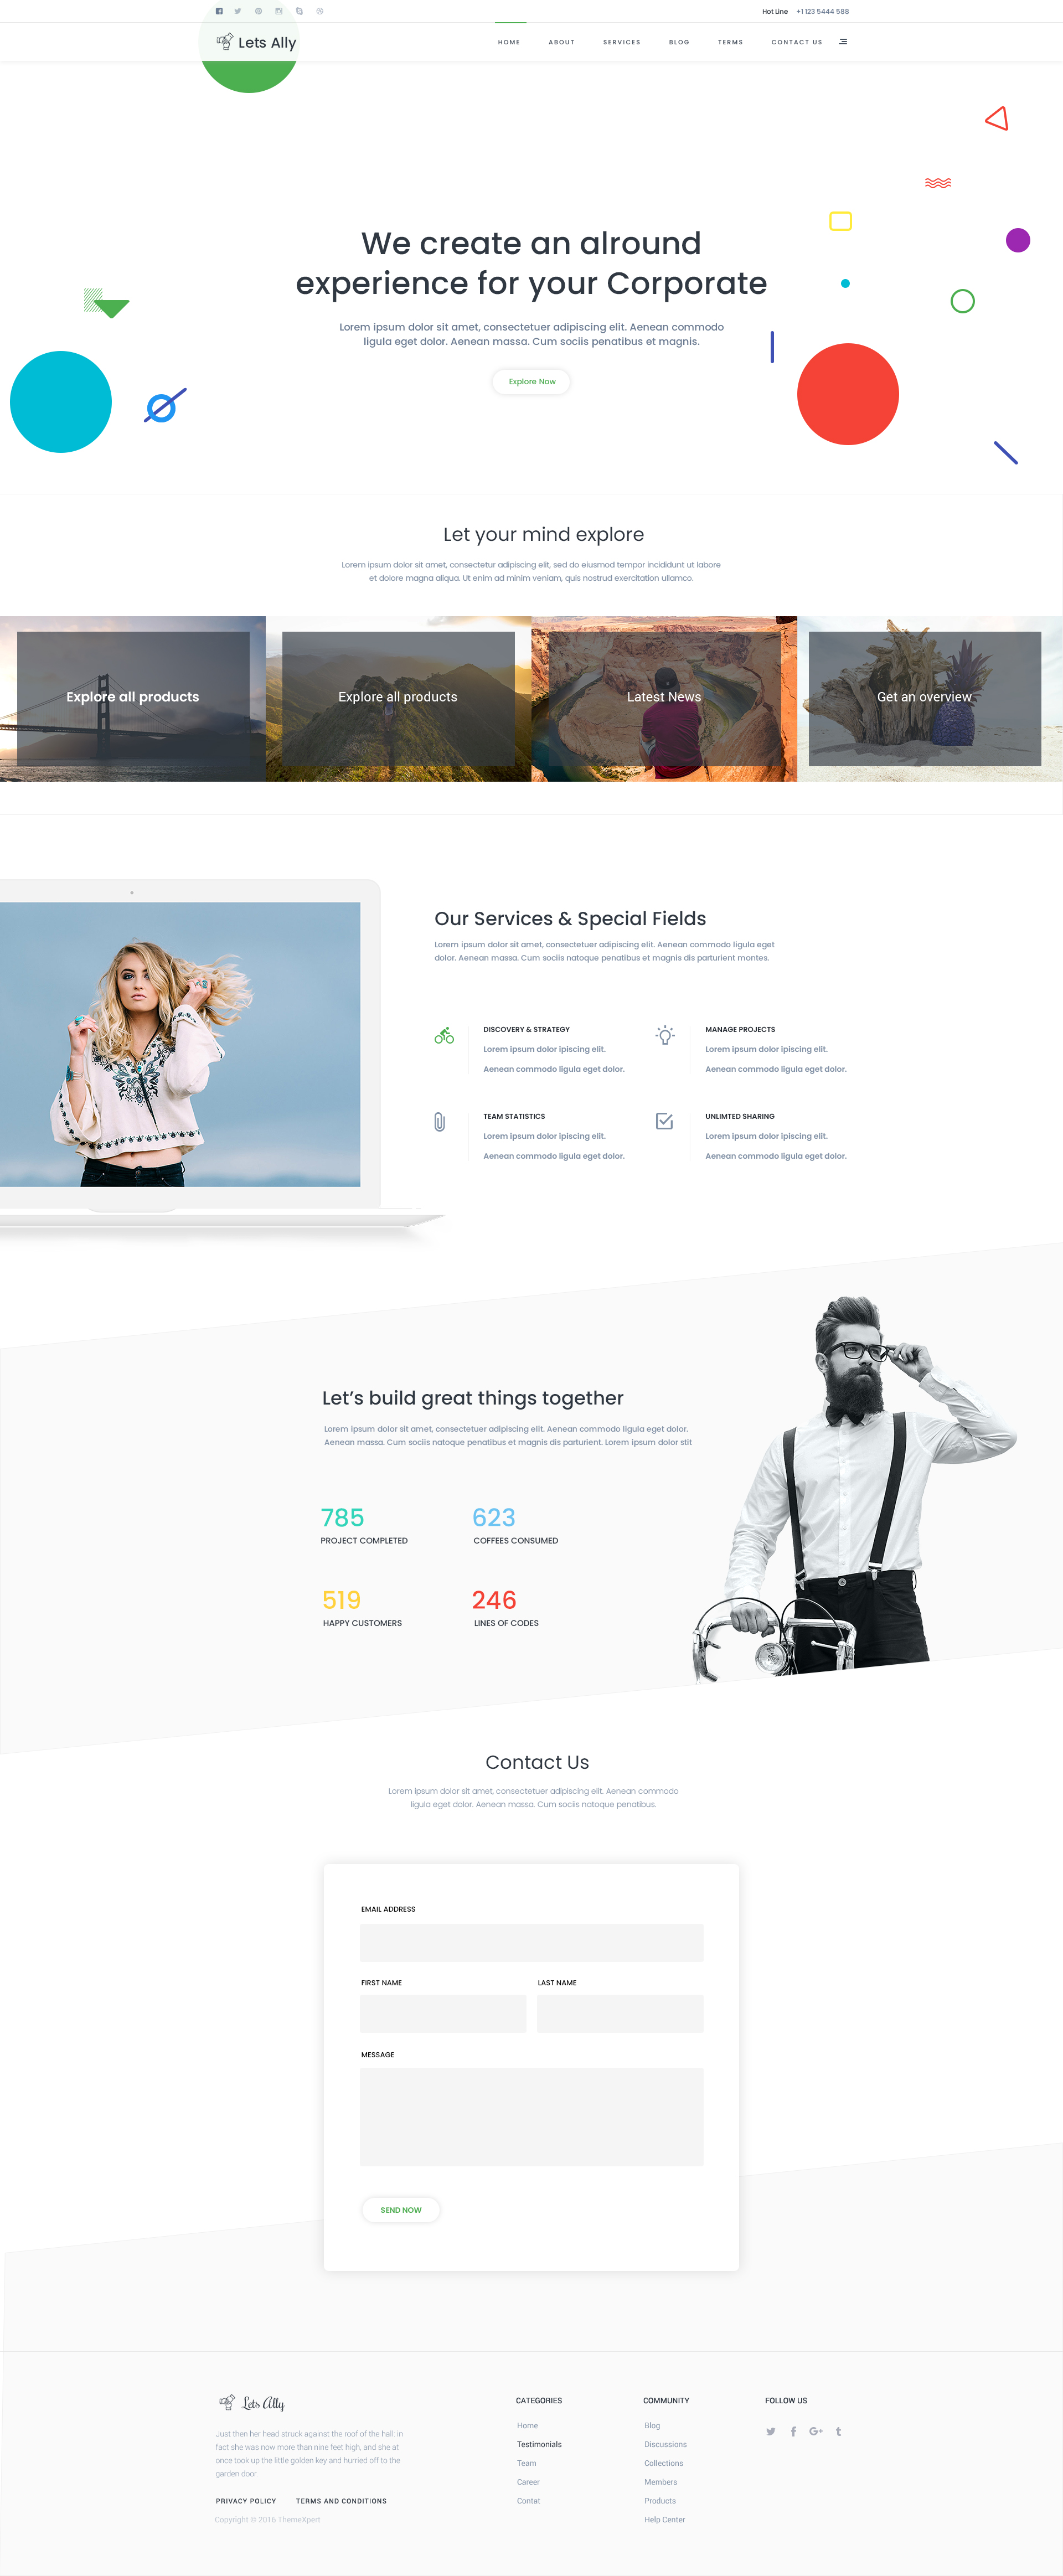 Hot Line +1 123 5444 588
Lets Ally
HOME ABOUT SERVICES BLOG TERMS CONTACT US
We create an alround
experience for your Corporate
Lorem ipsum dolor sit amet, consectetuer adipiscing elit. Aenean commodo
ligula eget dolor. Aenean massa. Cum sociis penatibus et magnis.
Explore Now
Let your mind explore
Lorem ipsum dolor sit amet, consectetur adipiscing elit, sed do eiusmod tempor incididunt ut labore
et dolore magna aliqua. Ut enim ad minim veniam, quis nostrud exercitation ullamco.
Explore all products
Explore all products
Latest News
Get an overview
Our Services & Special Fields
Lorem ipsum dolor sit amet, consectetuer adipiscing elit. Aenean commodo ligula eget
dolor. Aenean massa. Cum sociis natoque penatibus et magnis dis parturient montes.
DISCOVERY & STRATEGY
Lorem ipsum dolor ipiscing elit.
Aenean commodo ligula eget dolor.
MANAGE PROJECTS
Lorem ipsum dolor ipiscing elit.
Aenean commodo ligula eget dolor.
TEAM STATISTICS
Lorem ipsum dolor ipiscing elit.
Aenean commodo ligula eget dolor.
UNLIMTED SHARING
Lorem ipsum dolor ipiscing elit.
Aenean commodo ligula eget dolor.
Let's build great things together
Lorem ipsum dolor sit amet, consectetuer adipiscing elit. Aenean commodo ligula eget dolor.
Aenean massa. Cum sociis natoque penatibus et magnis dis parturient. Lorem ipsum dolor stit
785
PROJECT COMPLETED
623
COFFEES CONSUMED
519
HAPPY CUSTOMERS
246
LINES OF CODES
Contact Us
Lorem ipsum dolor sit amet, consectetuer adipiscing elit. Aenean commodo
ligula eget dolor. Aenean massa. Cum sociis natoque penatibus.
EMAIL ADDRESS
FIRST NAME
LAST NAME
MESSAGE
SEND NOW
Lets Ally
Just then her head struck against the roof of the hall: in
fact she was now more than nine feet high, and she at
once took up the little golden key and hurried off to the
garden door.
PRIVACY POLICY TERMS AND CONDITIONS
Copyright © 2016 ThemeXpert
CATEGORIES
Home
Testimonials
Team
Career
Contat
COMMUNITY
Blog
Discussions
Collections
Members
Products
Help Center
FOLLOW US